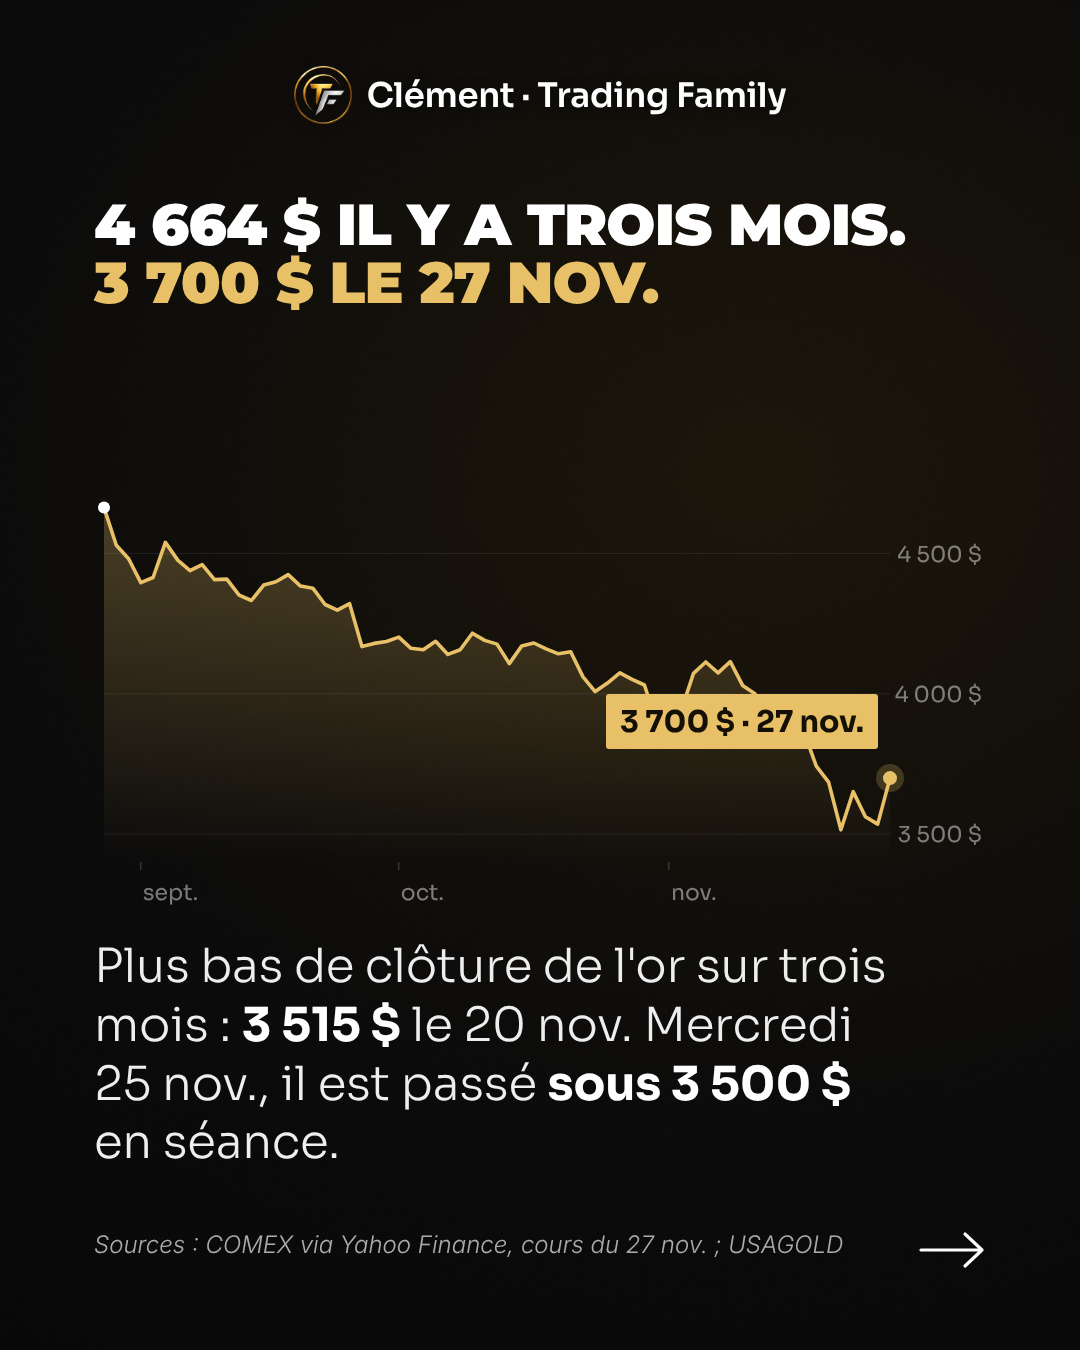 TF
Clément · Trading Family
4 664 $ IL Y A TROIS MOIS.
3 700 $ LE 27 NOV.
4 500 $
4 000 $
3 700 $ · 27 nov.
3 500 $
sept.
oct.
nov.
Plus bas de clôture de l'or sur trois
mois : 3 515 $ le 20 nov. Mercredi
25 nov., il est passé sous 3 500 $
en séance.
Sources : COMEX via Yahoo Finance, cours du 27 nov. ; USAGOLD